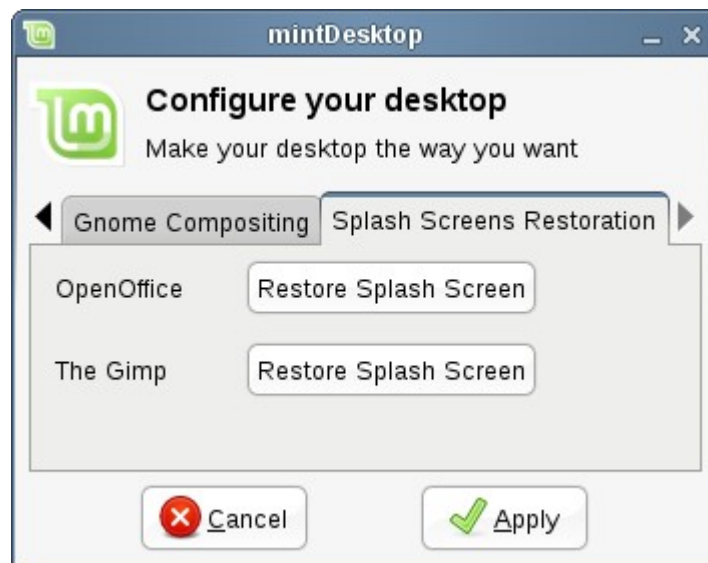 mintDesktop
Configure your desktop
Make your desktop the way you want
Gnome Compositing Splash Screens Restoration
OpenOffice Restore Splash Screen
The Gimp Restore Splash Screen
Cancel Apply